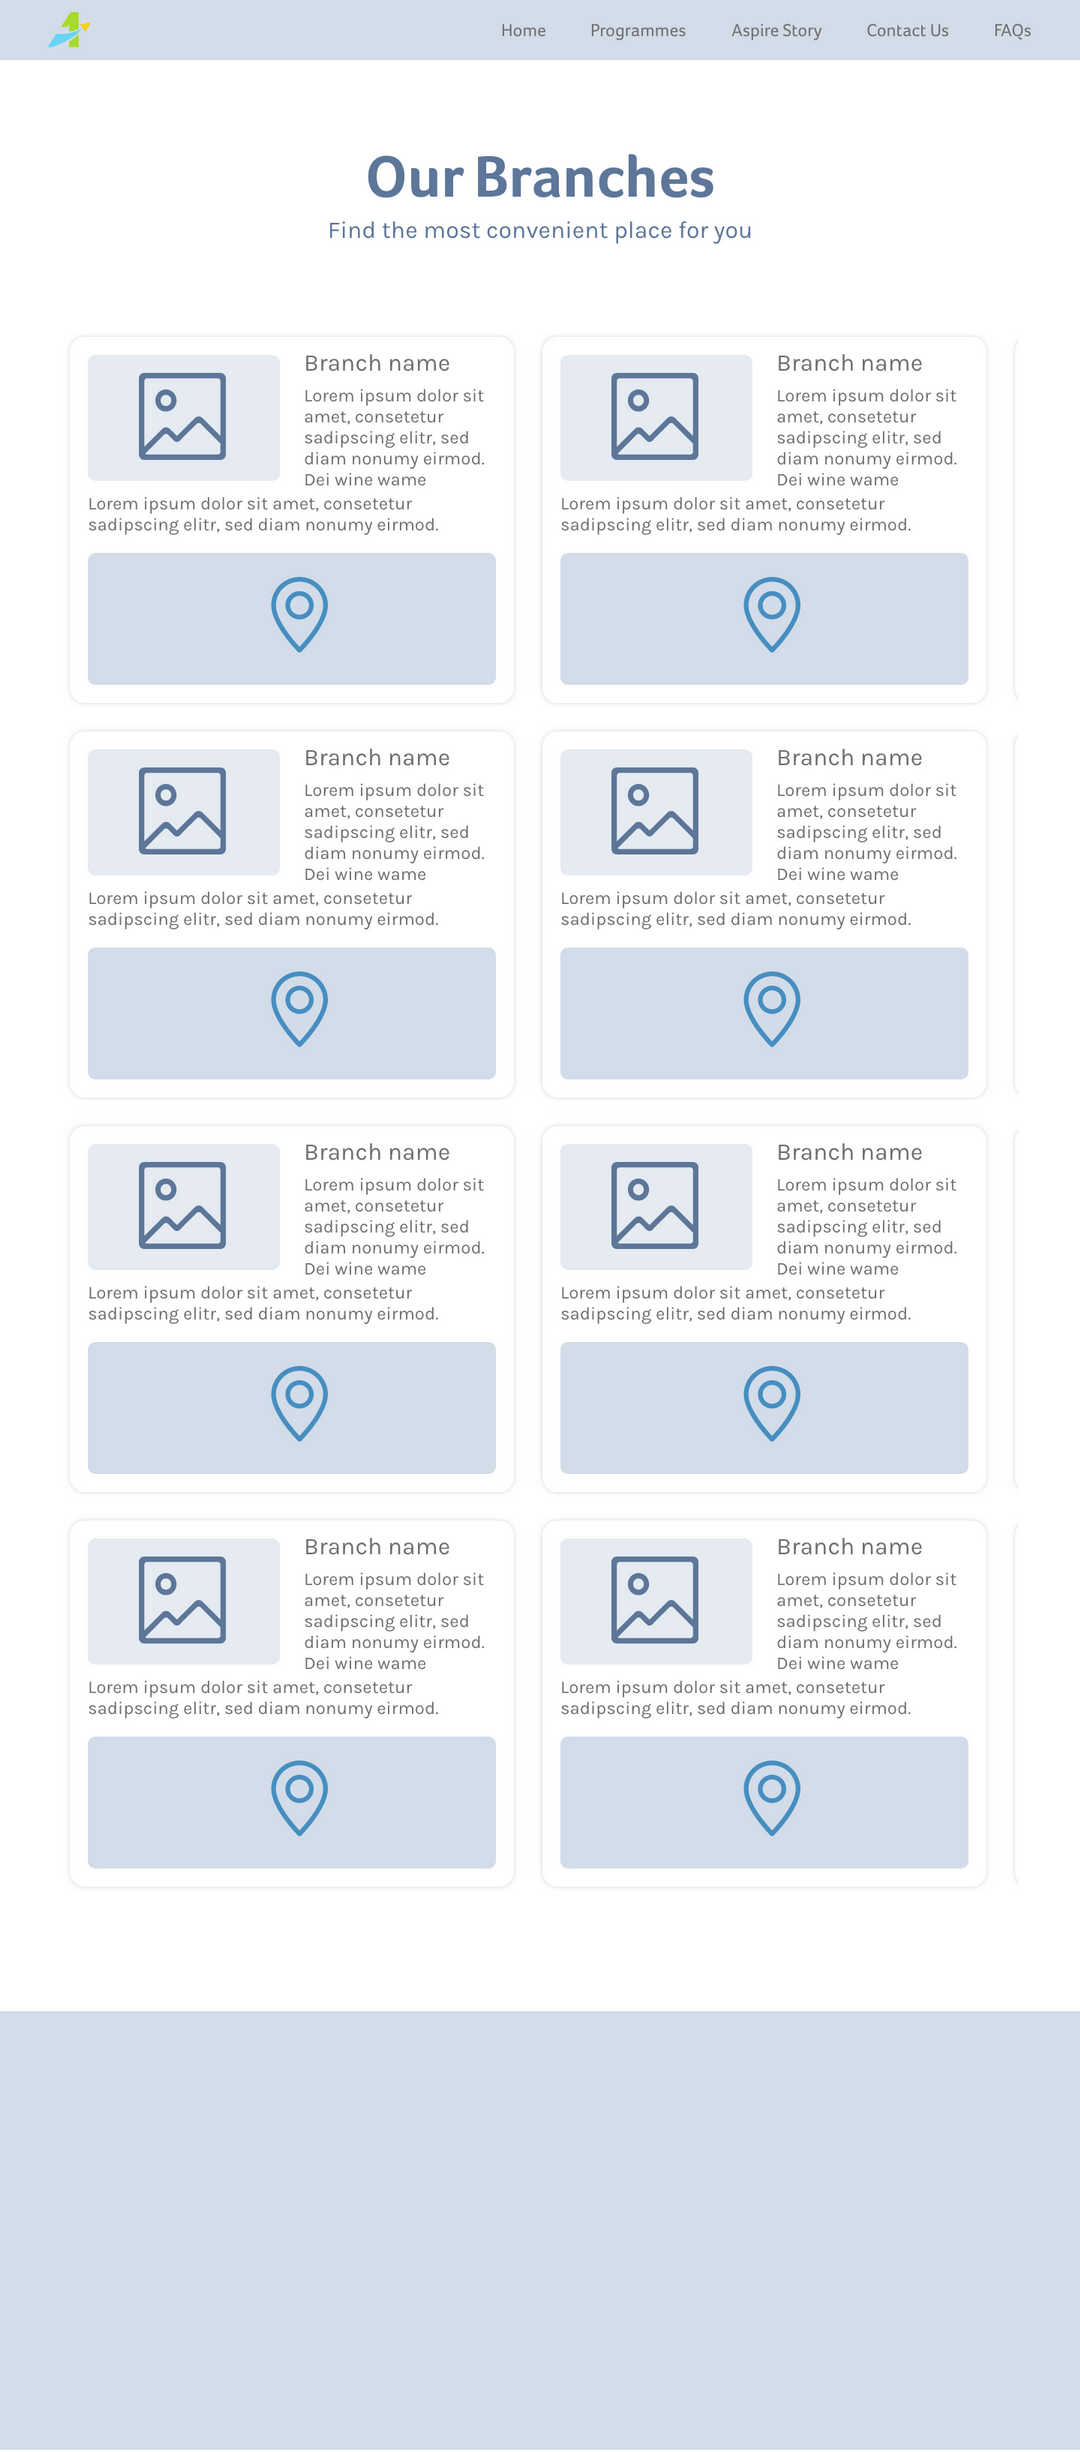 Home Programmes Aspire Story Contact Us FAQs
Our Branches
Find the most convenient place for you
Branch name
Lorem ipsum dolor sit
amet, consetetur
sadipscing elitr, sed
diam nonumy eirmod.
Dei wine wame
Lorem ipsum dolor sit amet, consetetur
sadipscing elitr, sed diam nonumy eirmod.
Branch name
Lorem ipsum dolor sit
amet, consetetur
sadipscing elitr, sed
diam nonumy eirmod.
Dei wine wame
Lorem ipsum dolor sit amet, consetetur
sadipscing elitr, sed diam nonumy eirmod.
Branch name
Lorem ipsum dolor sit
amet, consetetur
sadipscing elitr, sed
diam nonumy eirmod.
Dei wine wame
Lorem ipsum dolor sit amet, consetetur
sadipscing elitr, sed diam nonumy eirmod.
Branch name
Lorem ipsum dolor sit
amet, consetetur
sadipscing elitr, sed
diam nonumy eirmod.
Dei wine wame
Lorem ipsum dolor sit amet, consetetur
sadipscing elitr, sed diam nonumy eirmod.
Branch name
Lorem ipsum dolor sit
amet, consetetur
sadipscing elitr, sed
diam nonumy eirmod.
Dei wine wame
Lorem ipsum dolor sit amet, consetetur
sadipscing elitr, sed diam nonumy eirmod.
Branch name
Lorem ipsum dolor sit
amet, consetetur
sadipscing elitr, sed
diam nonumy eirmod.
Dei wine wame
Lorem ipsum dolor sit amet, consetetur
sadipscing elitr, sed diam nonumy eirmod.
Branch name
Lorem ipsum dolor sit
amet, consetetur
sadipscing elitr, sed
diam nonumy eirmod.
Dei wine wame
Lorem ipsum dolor sit amet, consetetur
sadipscing elitr, sed diam nonumy eirmod.
Branch name
Lorem ipsum dolor sit
amet, consetetur
sadipscing elitr, sed
diam nonumy eirmod.
Dei wine wame
Lorem ipsum dolor sit amet, consetetur
sadipscing elitr, sed diam nonumy eirmod.